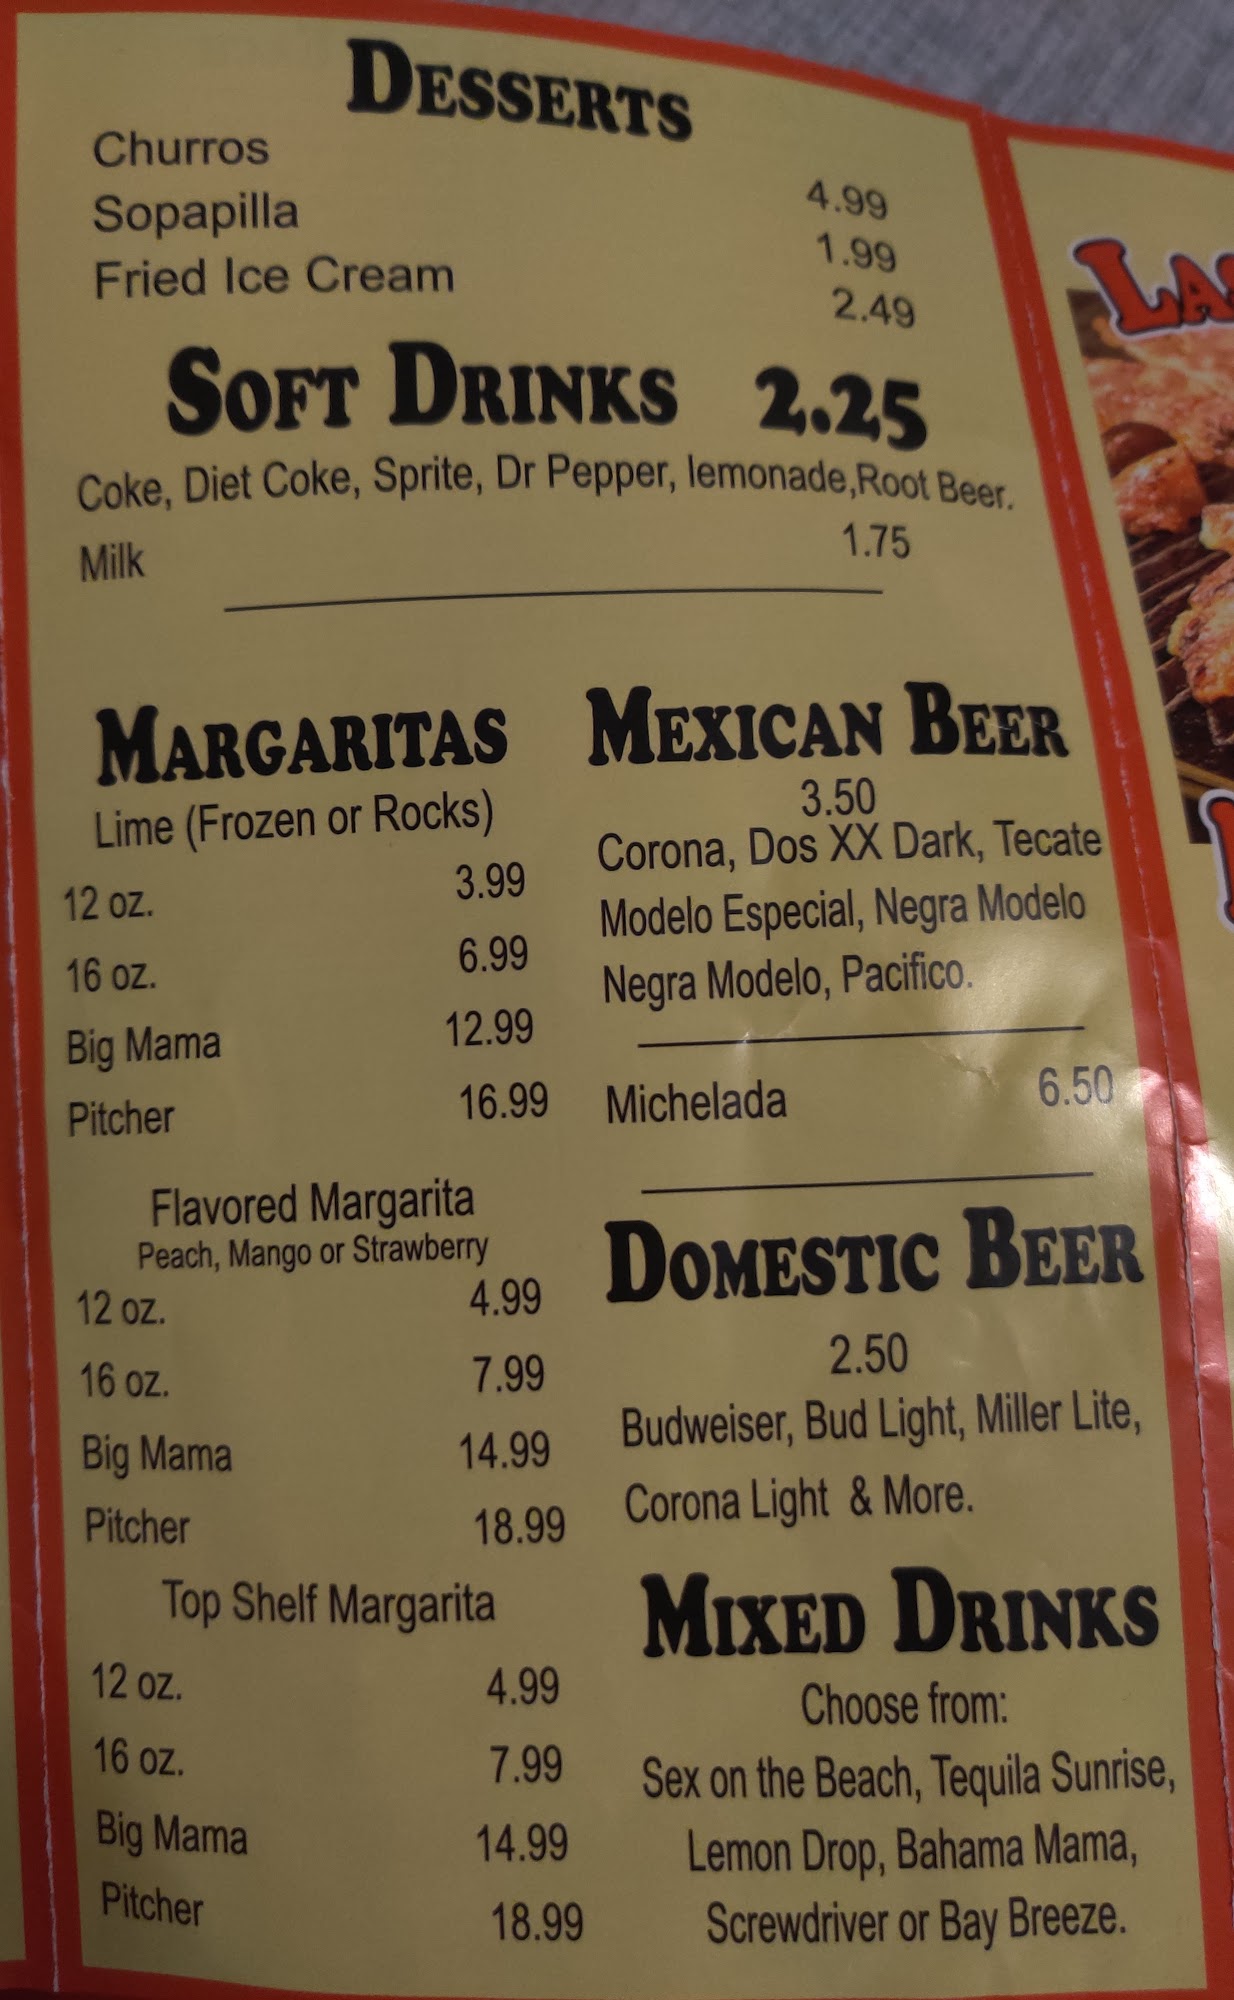 DESSERTS
Churros 4.99
Sopapilla 1.99
Fried Ice Cream 2.49
SOFT DRINKS 2.25
Coke, Diet Coke, Sprite, Dr Pepper, lemonade,Root Beer.
Milk 1.75
MARGARITAS
Lime (Frozen or Rocks)
12 oz. 3.99
16 oz. 6.99
Big Mama 12.99
Pitcher 16.99
Flavored Margarita
Peach, Mango or Strawberry
12 oz. 4.99
16 oz. 7.99
Big Mama 14.99
Pitcher 18.99
Top Shelf Margarita
12 oz. 4.99
16 oz. 7.99
Big Mama 14.99
Pitcher 18.99
MEXICAN BEER
3.50
Corona, Dos XX Dark, Tecate
Modelo Especial, Negra Modelo
Negra Modelo, Pacifico.
Michelada 6.50
DOMESTIC BEER
2.50
Budweiser, Bud Light, Miller Lite,
Corona Light & More.
MIXED DRINKS
Choose from:
Sex on the Beach, Tequila Sunrise,
Lemon Drop, Bahama Mama,
Screwdriver or Bay Breeze.